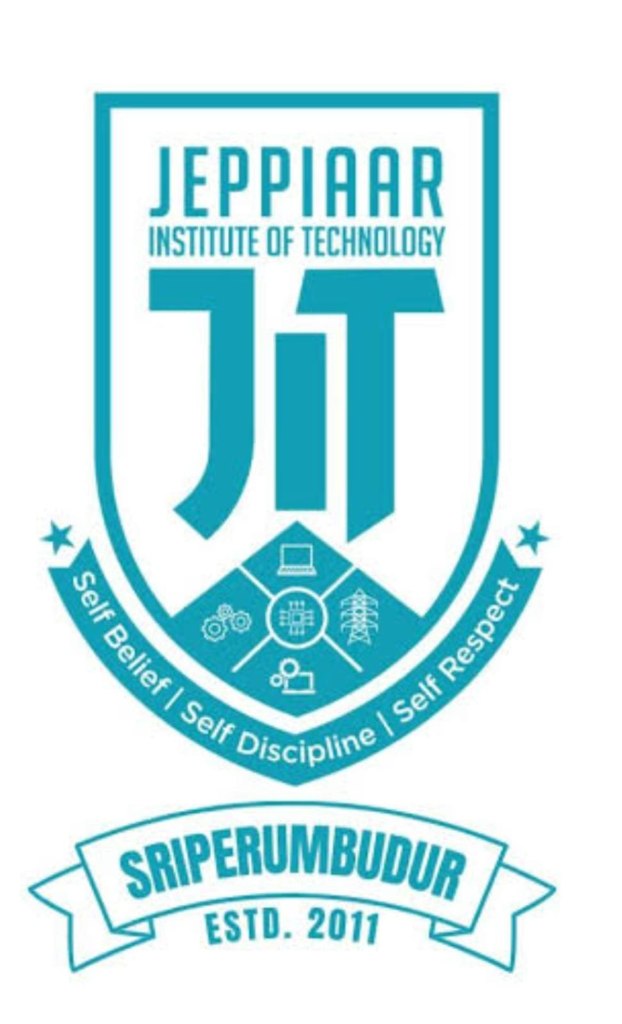 JEPPIAAR
INSTITUTE OF TECHNOLOGY
JIT
Self Belief | Self Discipline | Self Respect
SRIPERUMBUDUR
ESTD. 2011